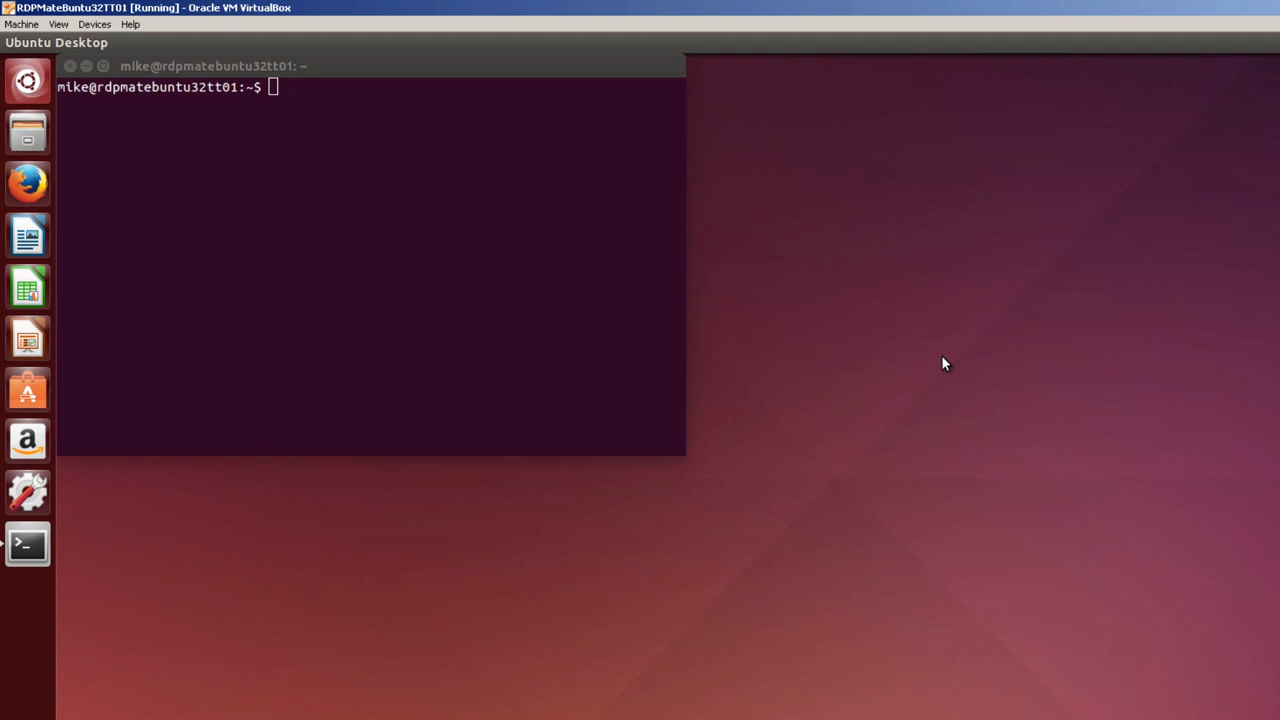 RDPMateBuntu32TT01 [Running] - Oracle VM VirtualBox
Machine View Devices Help
Ubuntu Desktop
mike@rdpmatebuntu32tt01: ~
mike@rdpmatebuntu32tt01:~$